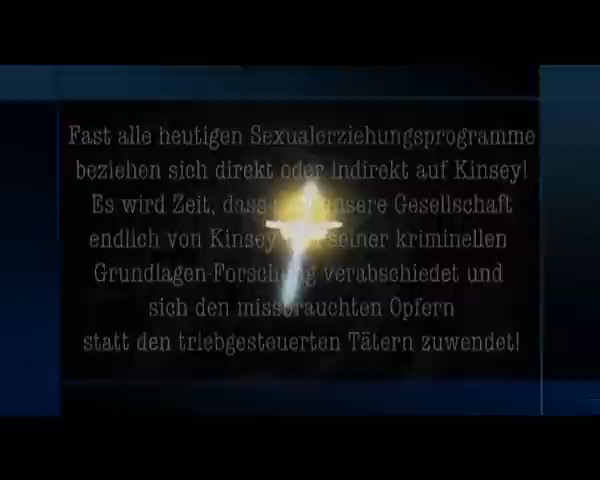 Fast alle heutigen Sexualerziehungsprogramme
beziehen sich direkt oder indirekt auf Kinsey!
Es wird Zeit, dass unsere Gesellschaft
endlich von Kinsey seiner kriminellen
Grundlagen-Forschung verabschiedet und
sich den missbrauchten Opfern
statt den triebgesteuerten Tätern zuwendet!